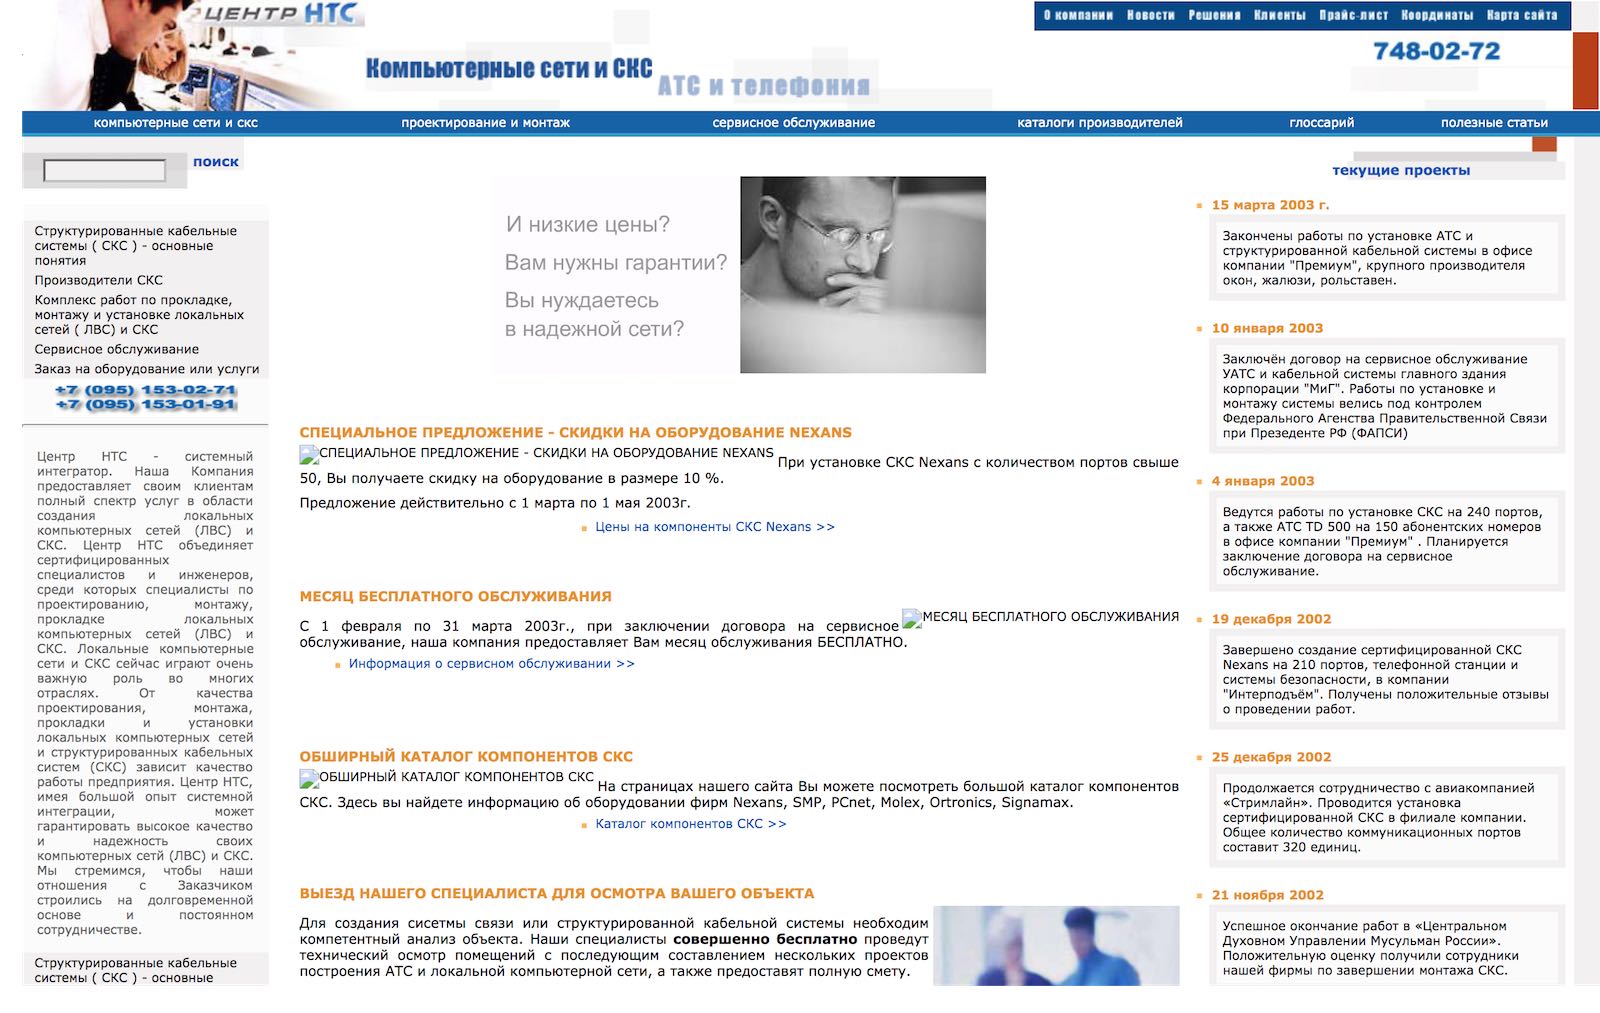 ЦЕНТР НТС
О компании Новости Решения Клиенты Прайс-лист Координаты Карта сайта
748-02-72
Компьютерные сети и СКС
АТС и телефония
компьютерные сети и скс проектирование и монтаж сервисное обслуживание каталоги производителей глоссарий полезные статьи
поиск
Структурированные кабельные
системы ( СКС ) - основные
понятия
Производители СКС
Комплекс работ по прокладке,
монтажу и установке локальных
сетей ( ЛВС) и СКС
Сервисное обслуживание
Заказ на оборудование или услуги
+7 (095) 153-02-71
+7 (095) 153-01-91
Центр НТС - системный
интегратор. Наша Компания
предоставляет своим клиентам
полный спектр услуг в области
создания локальных
компьютерных сетей (ЛВС) и
СКС. Центр НТС объединяет
сертифицированных
специалистов и инженеров,
среди которых специалисты по
проектированию, монтажу,
прокладке локальных
компьютерных сетей (ЛВС) и
СКС. Локальные компьютерные
сети и СКС сейчас играют очень
важную роль во многих
отраслях. От качества
проектирования, монтажа,
прокладки и установки
локальных компьютерных сетей
и структурированных кабельных
систем (СКС) зависит качество
работы предприятия. Центр НТС,
имея большой опыт системной
интеграции, может
гарантировать высокое качество
и надежность своих
компьютерных сетй (ЛВС) и СКС.
Мы стремимся, чтобы наши
отношения с Заказчиком
строились на долговременной
основе и постоянном
сотрудничестве.
Структурированные кабельные
системы ( СКС ) - основные
И низкие цены?
Вам нужны гарантии?
Вы нуждаетесь
в надежной сети?
СПЕЦИАЛЬНОЕ ПРЕДЛОЖЕНИЕ - СКИДКИ НА ОБОРУДОВАНИЕ NEXANS
СПЕЦИАЛЬНОЕ ПРЕДЛОЖЕНИЕ - СКИДКИ НА ОБОРУДОВАНИЕ NEXANS При установке СКС Nexans с количеством портов свыше
50, Вы получаете скидку на оборудование в размере 10 %.
Предложение действительно с 1 марта по 1 мая 2003г.
Цены на компоненты СКС Nexans >>
МЕСЯЦ БЕСПЛАТНОГО ОБСЛУЖИВАНИЯ
МЕСЯЦ БЕСПЛАТНОГО ОБСЛУЖИВАНИЯ
С 1 февраля по 31 марта 2003г., при заключении договора на сервисное
обслуживание, наша компания предоставляет Вам месяц обслуживания БЕСПЛАТНО.
Информация о сервисном обслуживании >>
ОБШИРНЫЙ КАТАЛОГ КОМПОНЕНТОВ СКС
ОБШИРНЫЙ КАТАЛОГ КОМПОНЕНТОВ СКС На страницах нашего сайта Вы можете посмотреть большой каталог компонентов
СКС. Здесь вы найдете информацию об оборудовании фирм Nexans, SMP, PCnet, Molex, Ortronics, Signamax.
Каталог компонентов СКС >>
ВЫЕЗД НАШЕГО СПЕЦИАЛИСТА ДЛЯ ОСМОТРА ВАШЕГО ОБЪЕКТА
Для создания сисетмы связи или структурированной кабельной системы необходим
компетентный анализ объекта. Наши специалисты совершенно бесплатно проведут
технический осмотр помещений с последующим составлением нескольких проектов
построения АТС и локальной компьютерной сети, а также предоставят полную смету.
текущие проекты
15 марта 2003 г.
Закончены работы по установке АТС и
структурированной кабельной системы в офисе
компании "Премиум", крупного производителя
окон, жалюзи, рольставен.
10 января 2003
Заключён договор на сервисное обслуживание
УАТС и кабельной системы главного здания
корпорации "МиГ". Работы по установке и
монтажу системы велись под контролем
Федерального Агенства Правительственной Связи
при Президенте РФ (ФАПСИ)
4 января 2003
Ведутся работы по установке СКС на 240 портов,
а также АТС TD 500 на 150 абонентских номеров
в офисе компании "Премиум" . Планируется
заключение договора на сервисное
обслуживание.
19 декабря 2002
Завершено создание сертифицированной СКС
Nexans на 210 портов, телефонной станции и
системы безопасности, в компании
"Интерподъём". Получены положительные отзывы
о проведении работ.
25 декабря 2002
Продолжается сотрудничество с авиакомпанией
«Стримлайн». Проводится установка
сертифицированной СКС в филиале компании.
Общее количество коммуникационных портов
составит 320 единиц.
21 ноября 2002
Успешное окончание работ в «Центральном
Духовном Управлении Мусульман России».
Положительную оценку получили сотрудники
нашей фирмы по завершении монтажа СКС.